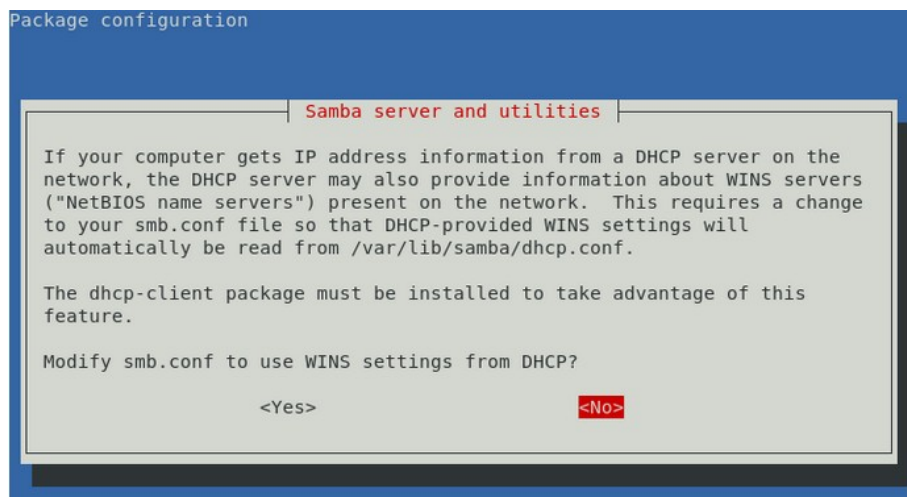 Package configuration
Samba server and utilities
If your computer gets IP address information from a DHCP server on the
network, the DHCP server may also provide information about WINS servers
("NetBIOS name servers") present on the network.  This requires a change
to your smb.conf file so that DHCP-provided WINS settings will
automatically be read from /var/lib/samba/dhcp.conf.
The dhcp-client package must be installed to take advantage of this
feature.
Modify smb.conf to use WINS settings from DHCP?
<Yes> <No>